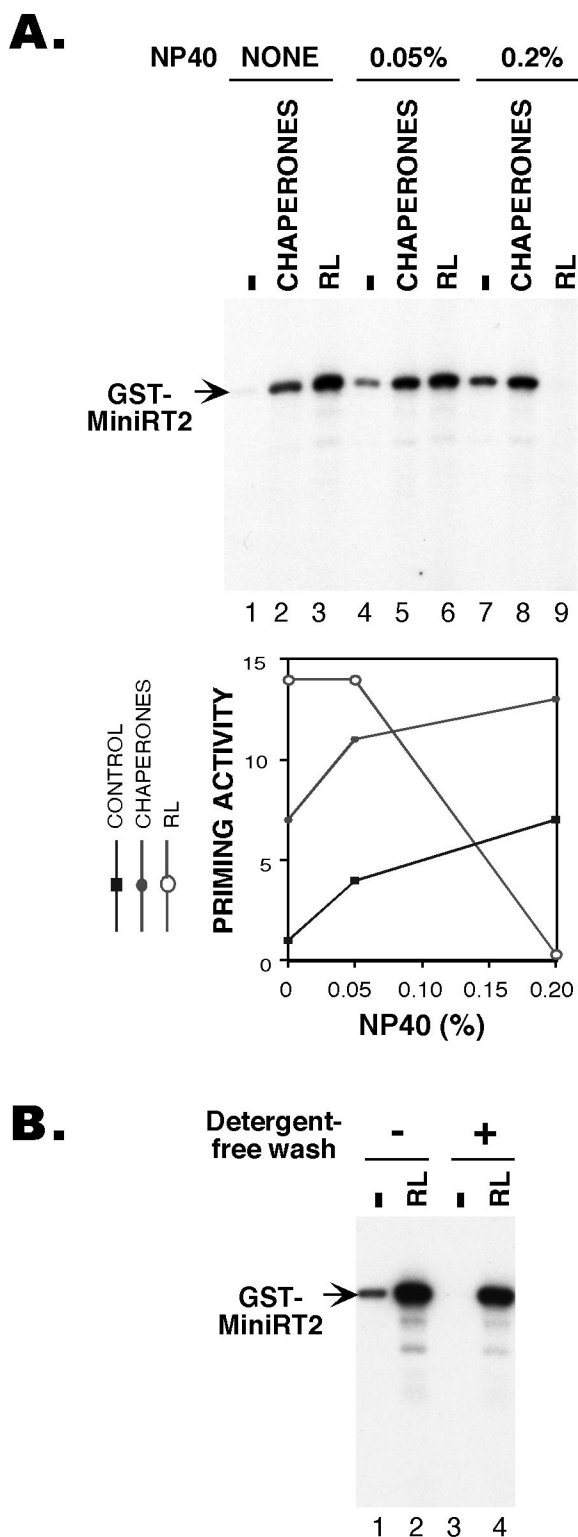 A.
NP40 NONE 0.05% 0.2%
- CHAPERONES RL - CHAPERONES RL - CHAPERONES RL
GST-
MiniRT2
1 2 3 4 5 6 7 8 9
CONTROL
CHAPERONES
RL
PRIMING ACTIVITY
15
10
5
0
0 0.05 0.10 0.15 0.20
NP40 (%)
B.
Detergent-
free wash - +
- RL - RL
GST-
MiniRT2
1 2 3 4